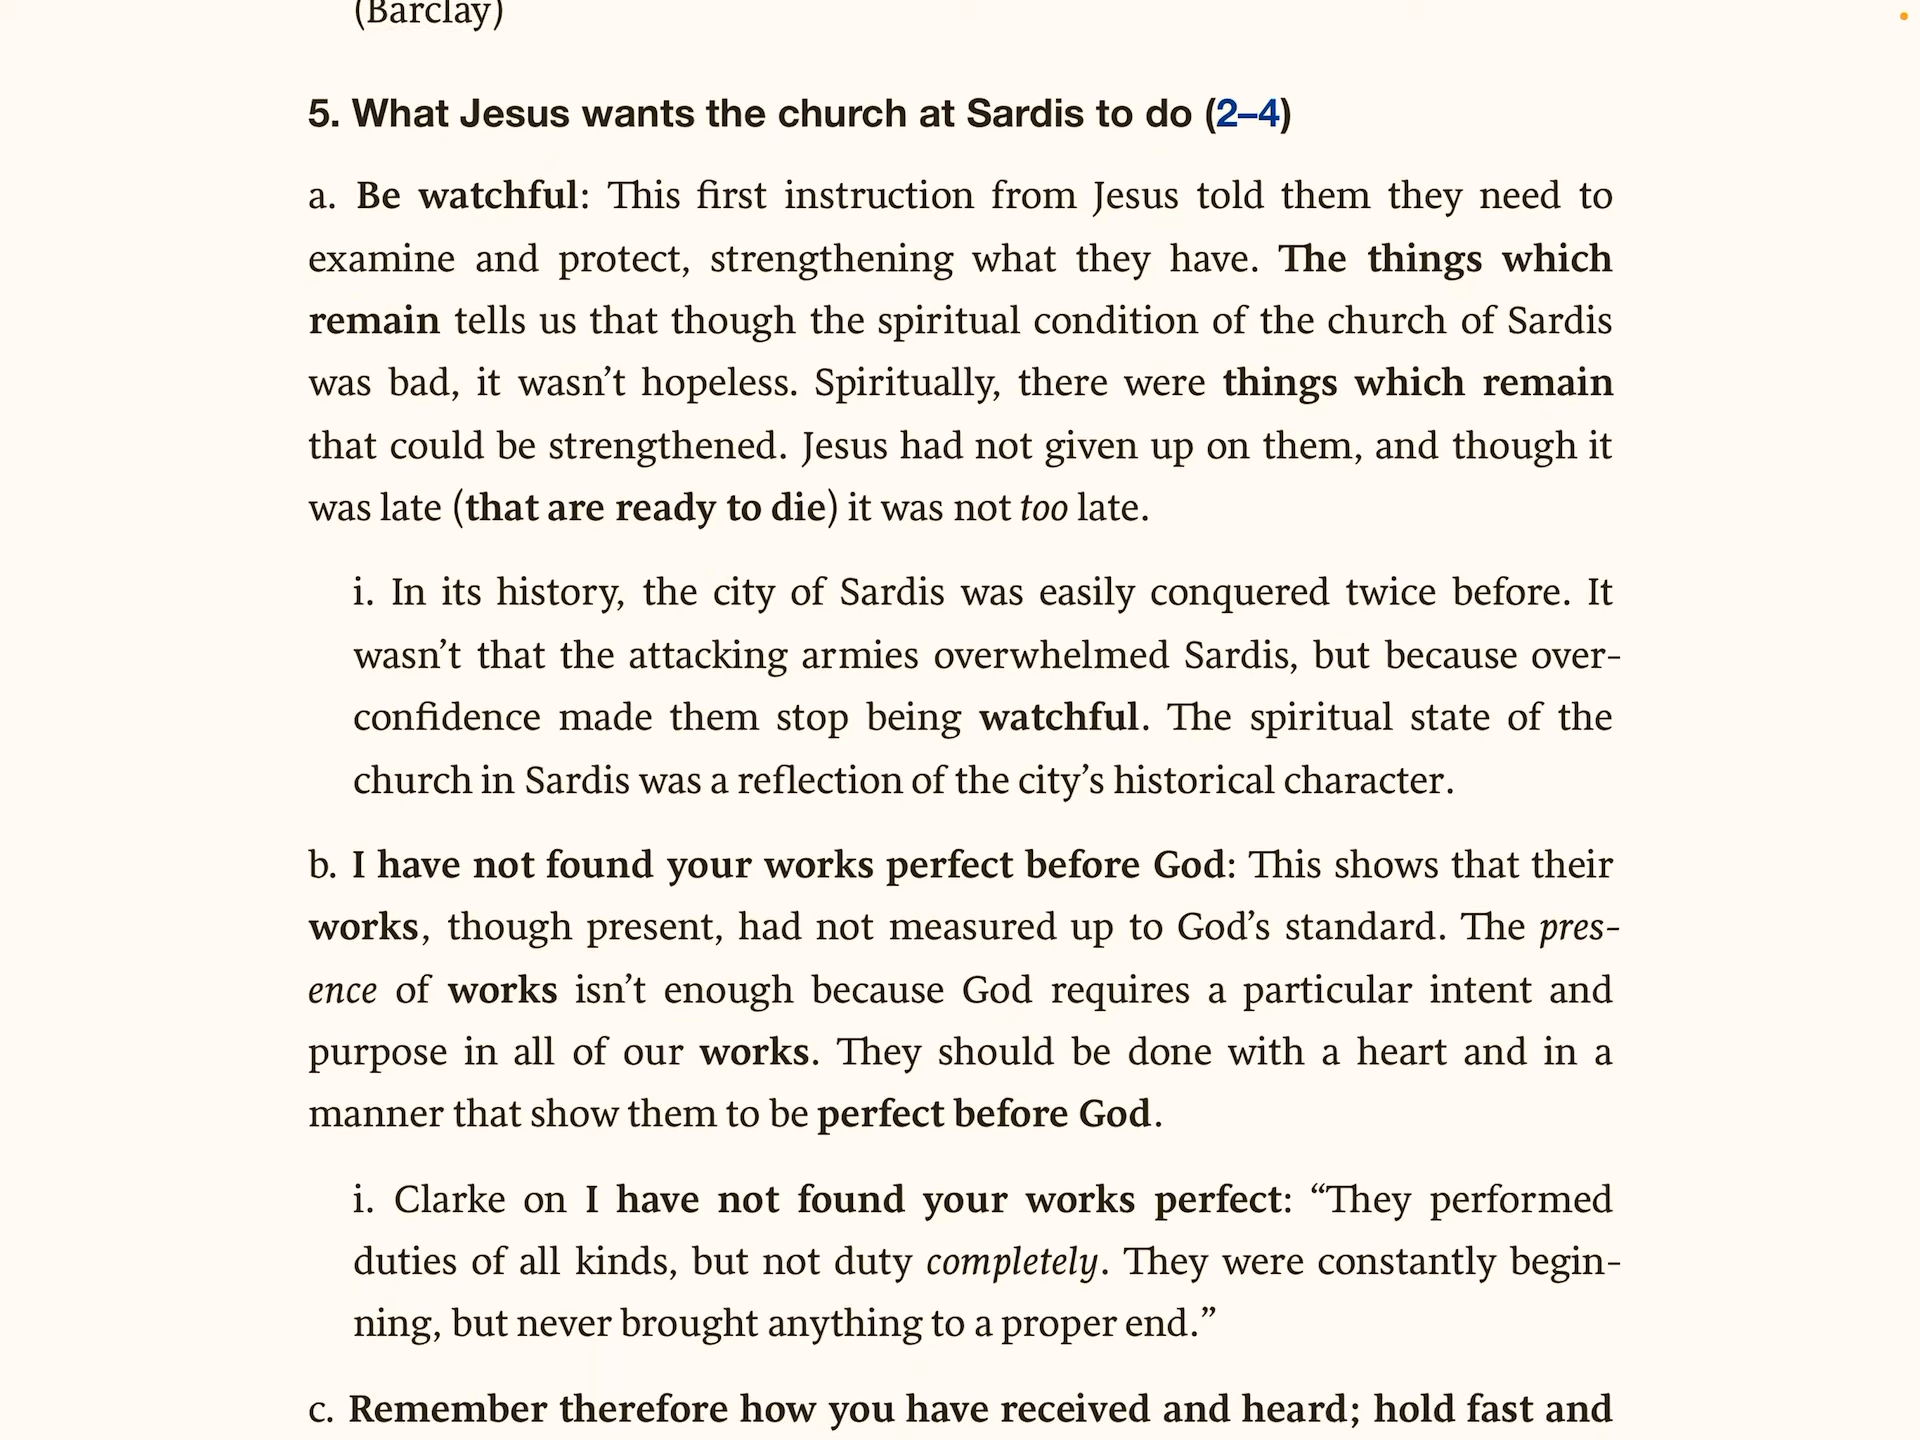 (Barclay)
5. What Jesus wants the church at Sardis to do (2–4)
a. Be watchful: This first instruction from Jesus told them they need to
examine and protect, strengthening what they have. The things which
remain tells us that though the spiritual condition of the church of Sardis
was bad, it wasn’t hopeless. Spiritually, there were things which remain
that could be strengthened. Jesus had not given up on them, and though it
was late (that are ready to die) it was not too late.
i. In its history, the city of Sardis was easily conquered twice before. It
wasn’t that the attacking armies overwhelmed Sardis, but because over-
confidence made them stop being watchful. The spiritual state of the
church in Sardis was a reflection of the city’s historical character.
b. I have not found your works perfect before God: This shows that their
works, though present, had not measured up to God’s standard. The pres-
ence of works isn’t enough because God requires a particular intent and
purpose in all of our works. They should be done with a heart and in a
manner that show them to be perfect before God.
i. Clarke on I have not found your works perfect: “They performed
duties of all kinds, but not duty completely. They were constantly begin-
ning, but never brought anything to a proper end.”
c. Remember therefore how you have received and heard; hold fast and